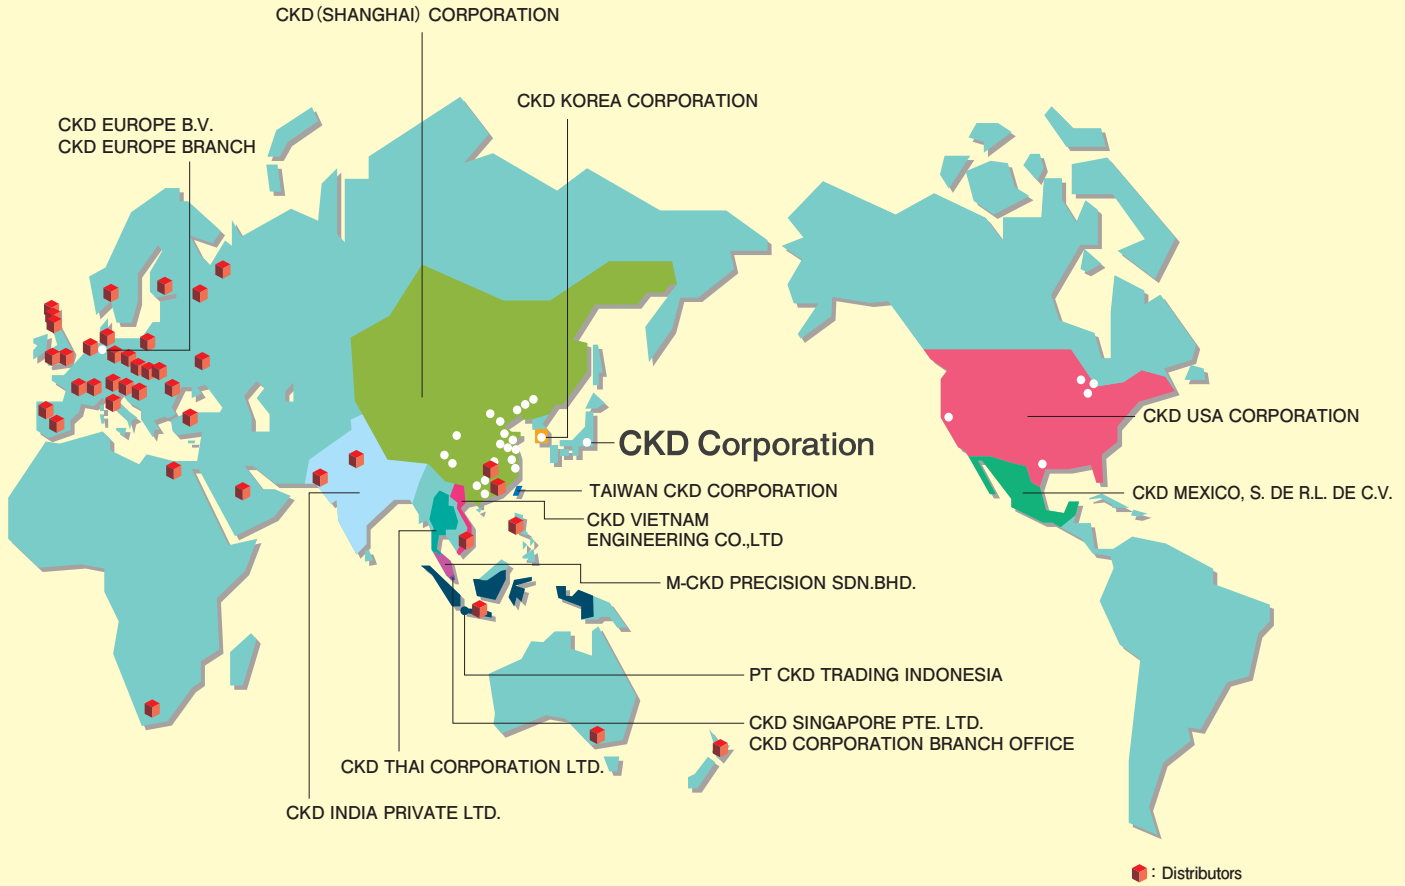 CKD(SHANGHAI) CORPORATION
CKD KOREA CORPORATION
CKD EUROPE B.V.
CKD EUROPE BRANCH
CKD USA CORPORATION
CKD Corporation
TAIWAN CKD CORPORATION
CKD MEXICO, S. DE R.L. DE C.V.
CKD VIETNAM
ENGINEERING CO.,LTD
M-CKD PRECISION SDN.BHD.
PT CKD TRADING INDONESIA
CKD SINGAPORE PTE. LTD.
CKD CORPORATION BRANCH OFFICE
CKD THAI CORPORATION LTD.
CKD INDIA PRIVATE LTD.
: Distributors